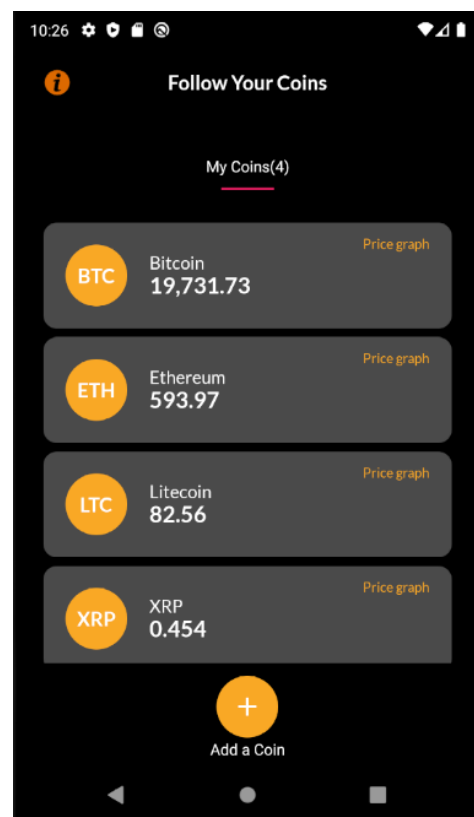 10:26
i Follow Your Coins
My Coins(4)
Price graph
BTC Bitcoin
19,731.73
Price graph
ETH Ethereum
593.97
Price graph
LTC Litecoin
82.56
Price graph
XRP XRP
0.454
+
Add a Coin